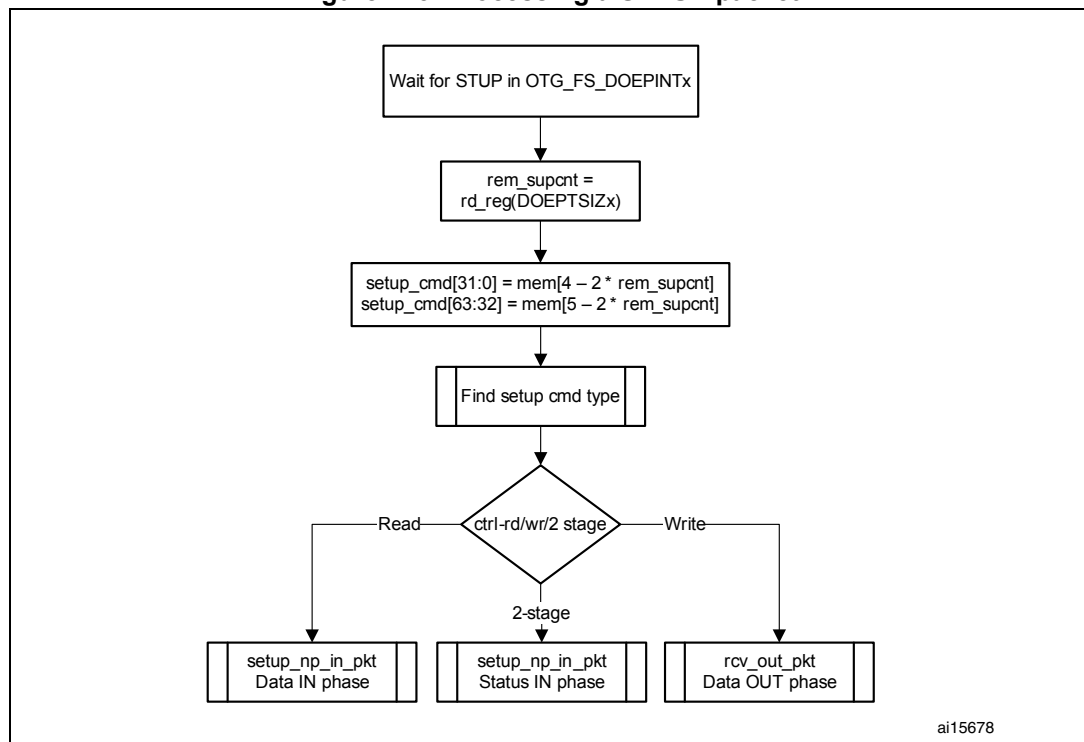 Wait for STUP in OTG_FS_DOEPINTx
rem_supcnt =
rd_reg(DOEPTSIZx)
setup_cmd[31:0] = mem[4 – 2 * rem_supcnt]
setup_cmd[63:32] = mem[5 – 2 * rem_supcnt]
Find setup cmd type
Read
ctrl-rd/wr/2 stage
Write
2-stage
setup_np_in_pkt
Data IN phase
setup_np_in_pkt
Status IN phase
rcv_out_pkt
Data OUT phase
ai15678